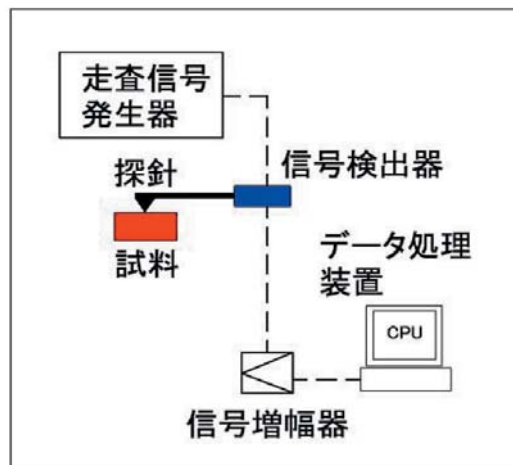 走査信号
発生器
探針
信号検出器
試料
データ処理
装置
CPU
信号増幅器